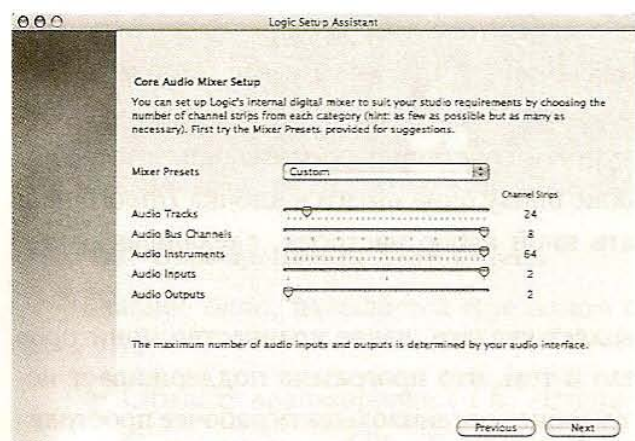 Logic Setup Assistant
Core Audio Mixer Setup
You can set up Logic's internal digital mixer to suit your studio requirements by choosing the
number of channel strips from each category (hint: as few as possible but as many as
necessary). First try the Mixer Presets provided for suggestions.
Mixer Presets Custom
Channel Strips
Audio Tracks 24
Audio Bus Channels 8
Audio Instruments 64
Audio Inputs 2
Audio Outputs 2
The maximum number of audio inputs and outputs is determined by your audio interface.
Previous Next